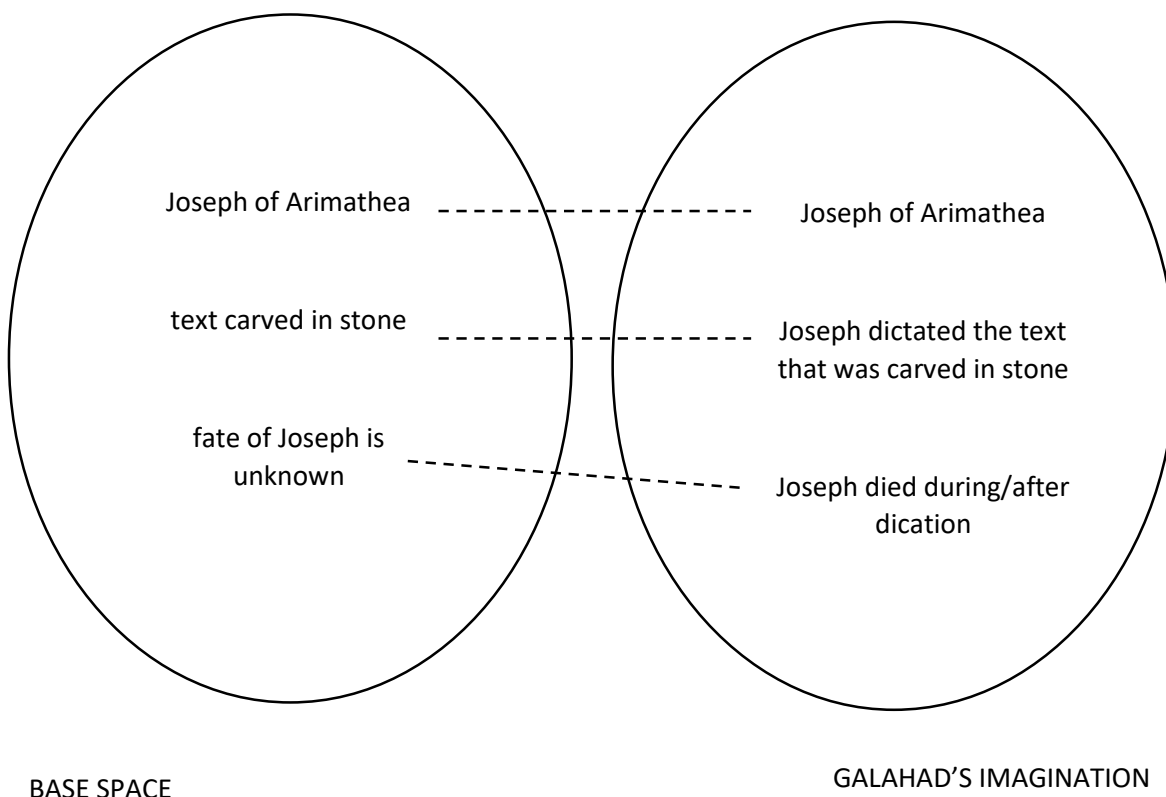 Joseph of Arimathea
text carved in stone
fate of Joseph is
unknown
BASE SPACE
Joseph of Arimathea
Joseph dictated the text
that was carved in stone
Joseph died during/after
dication
GALAHAD’S IMAGINATION